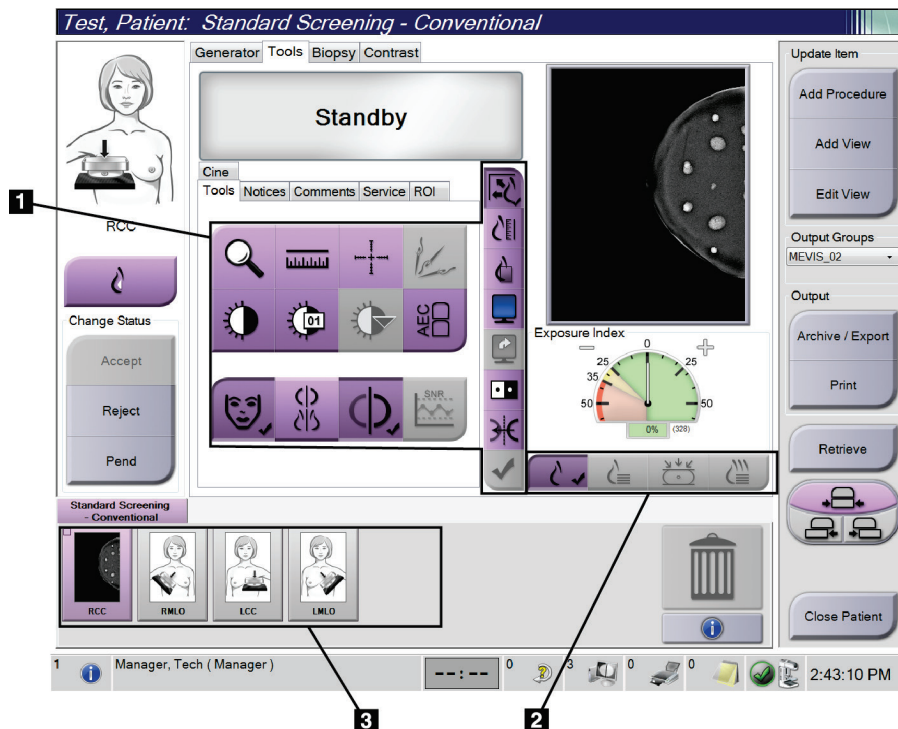 Test, Patient: Standard Screening - Conventional
Generator Tools Biopsy Contrast
Update Item
Add Procedure
Add View
Edit View
Standby
Cine
Tools Notices Comments Service ROI
1
RCC
Output Groups
MEVIS_02
01
AEC
SNR
Change Status
Accept
Reject
Pend
Exposure Index
0
25 25
35
50 50
0% (328)
Output
Archive / Export
Print
Retrieve
Close Patient
Standard Screening
- Conventional
RCC RMLO LCC LMLO
1 Manager, Tech ( Manager ) --:-- 0 3 0 0 2:43:10 PM
3 2